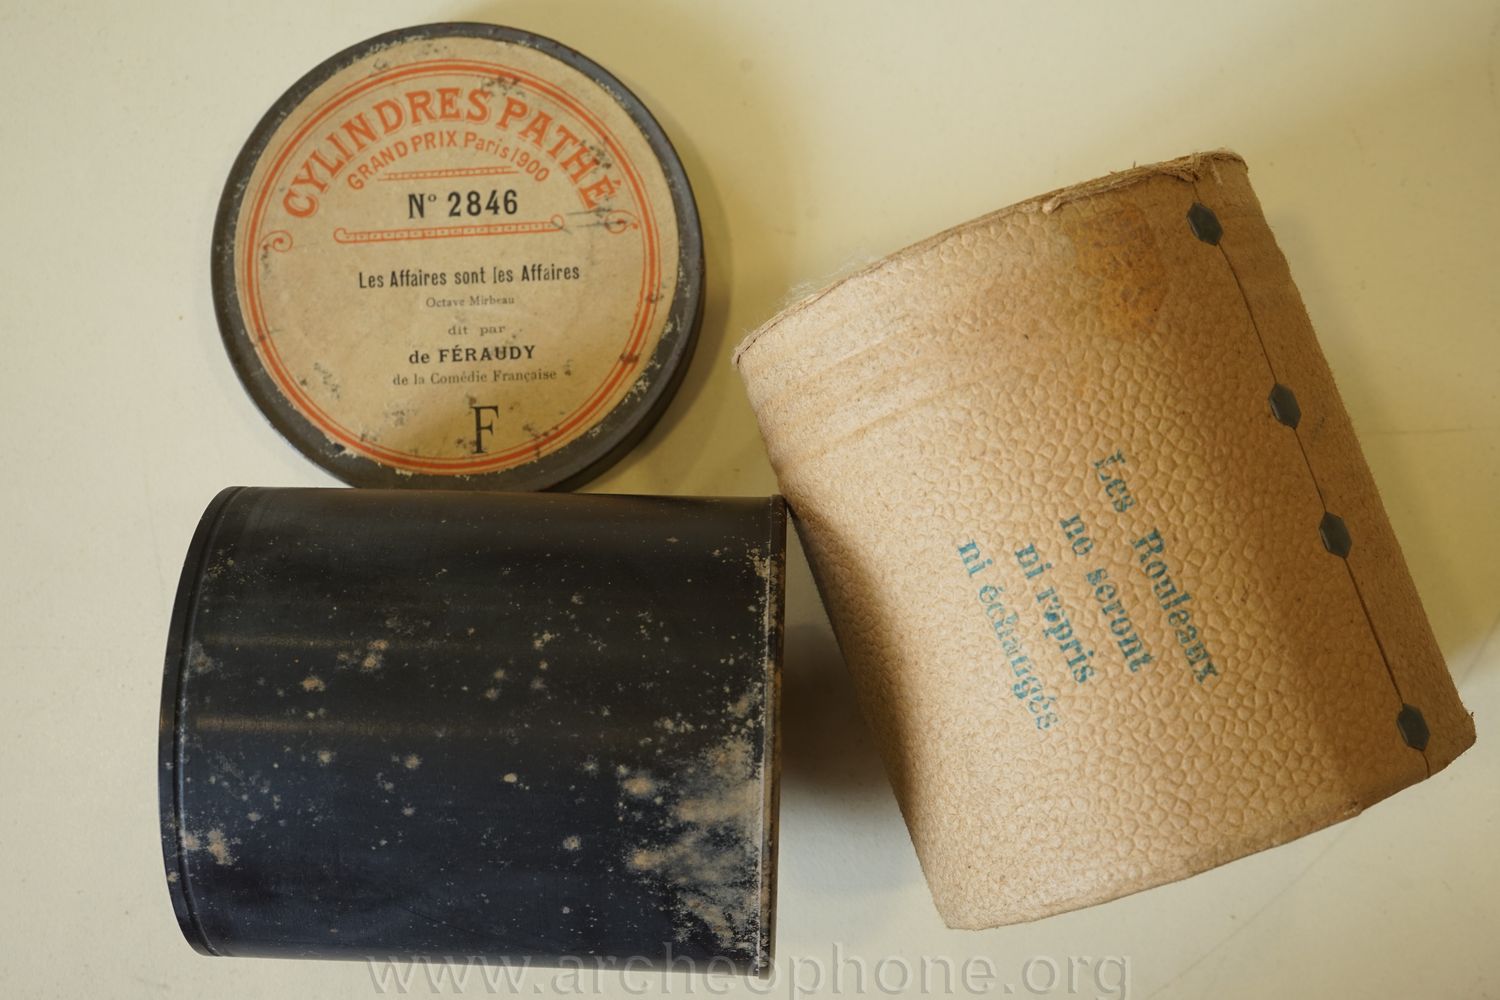 CYLINDRES PATHÉ
GRAND PRIX Paris 1900
Nº 2846
Les Affaires sont les Affaires
Octave Mirbeau
dit par
de FÉRAUDY
de la Comédie Française
F
Les Rouleaux
ne seront
ni repris
ni échangés
www.archeophone.org